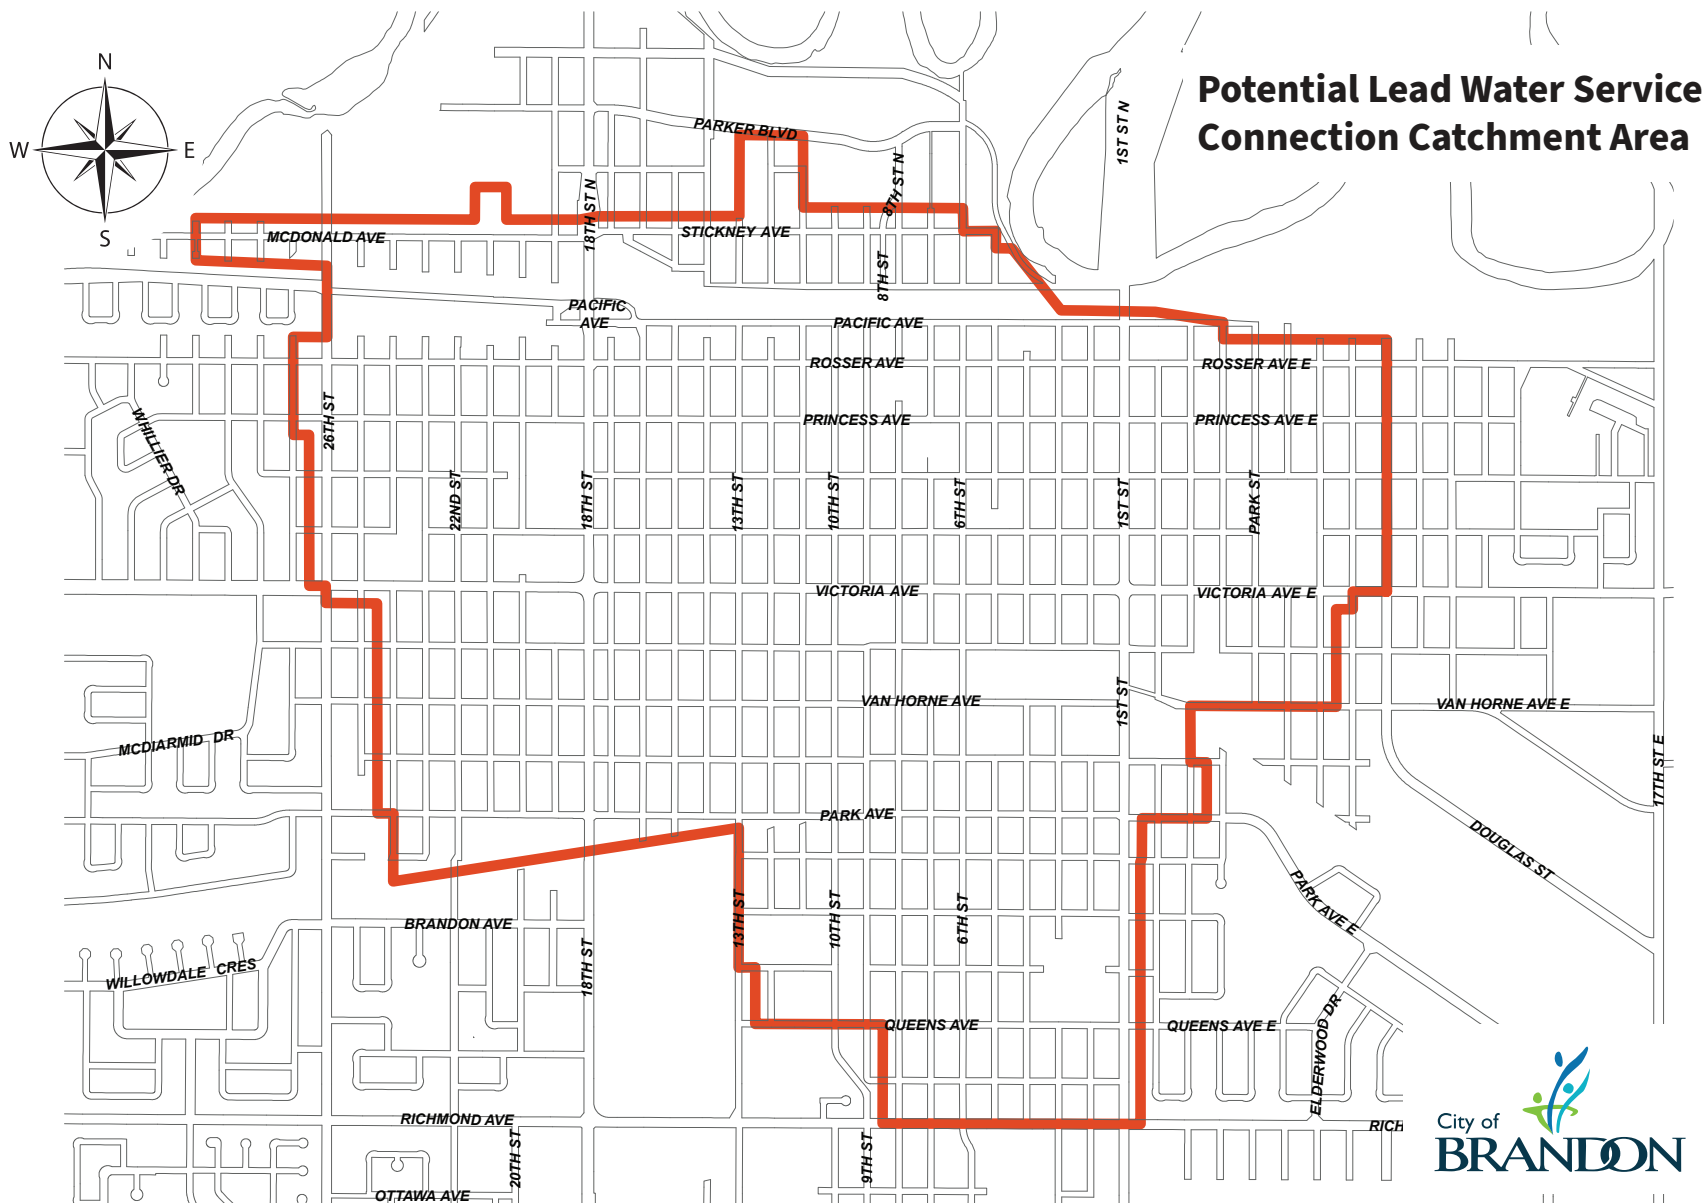 N
W
E
S
Potential Lead Water Service
Connection Catchment Area
PARKER BLVD
1ST ST N
8TH ST N
18TH ST N
MCDONALD AVE
STICKNEY AVE
8TH ST
PACIFIC
AVE
PACIFIC AVE
ROSSER AVE
ROSSER AVE E
WHILLIER DR
26TH ST
PRINCESS AVE
PRINCESS AVE E
22ND ST
18TH ST
13TH ST
10TH ST
6TH ST
1ST ST
PARK ST
VICTORIA AVE
VICTORIA AVE E
VAN HORNE AVE
1ST ST
VAN HORNE AVE E
MCDIARMID DR
17TH ST E
PARK AVE
DOUGLAS ST
PARK AVE E
BRANDON AVE
13TH ST
10TH ST
6TH ST
18TH ST
WILLOWDALE CRES
QUEENS AVE
QUEENS AVE E
ELDERWOOD DR
RICHMOND AVE
RICH
20TH ST
9TH ST
OTTAWA AVE
City of
BRANDON